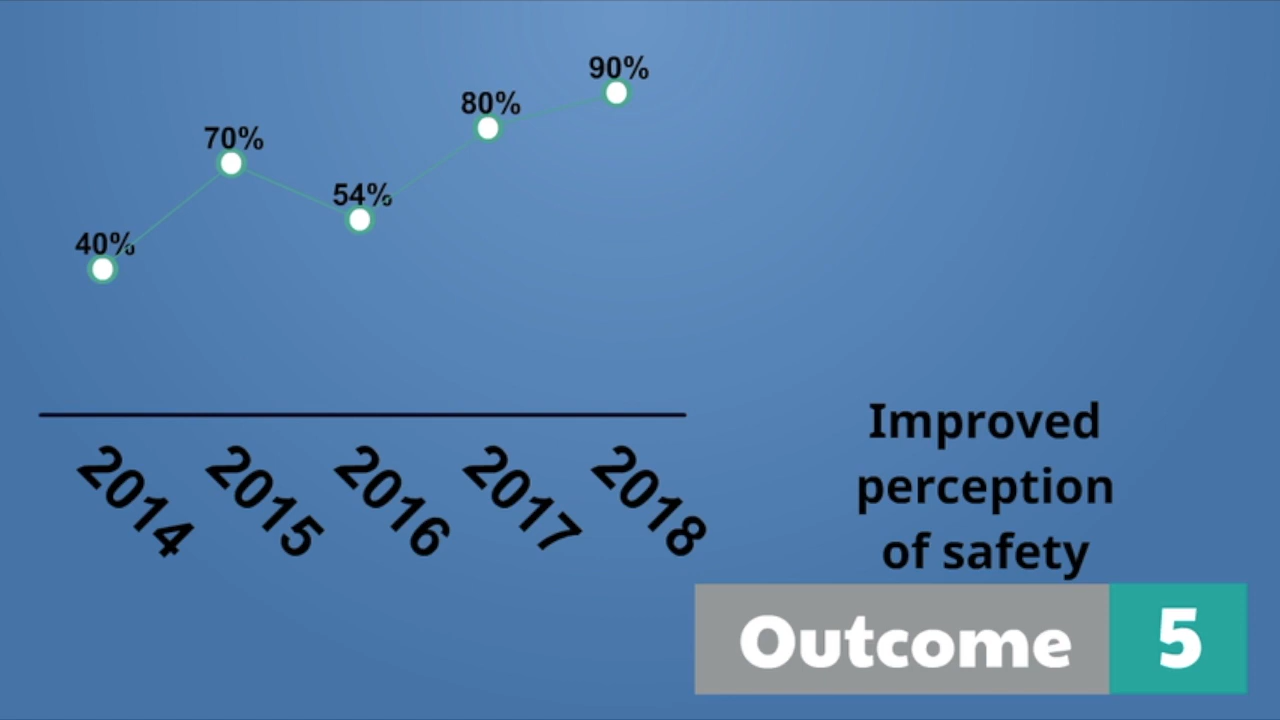 90%
80%
70%
54%
40%
2014 2015 2016 2017 2018
Improved
perception
of safety
Outcome 5